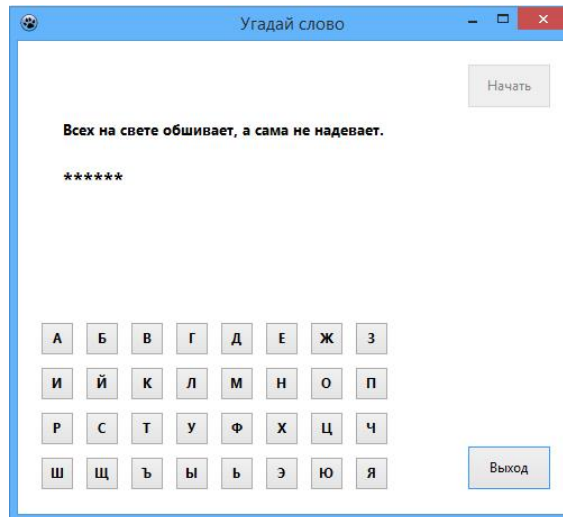 Угадай слово
Начать
Всех на свете обшивает, а сама не надевает.
******
А Б В Г Д Е Ж З
И Й К Л М Н О П
Р С Т У Ф Х Ц Ч
Ш Щ Ъ Ы Ь Э Ю Я
Выход